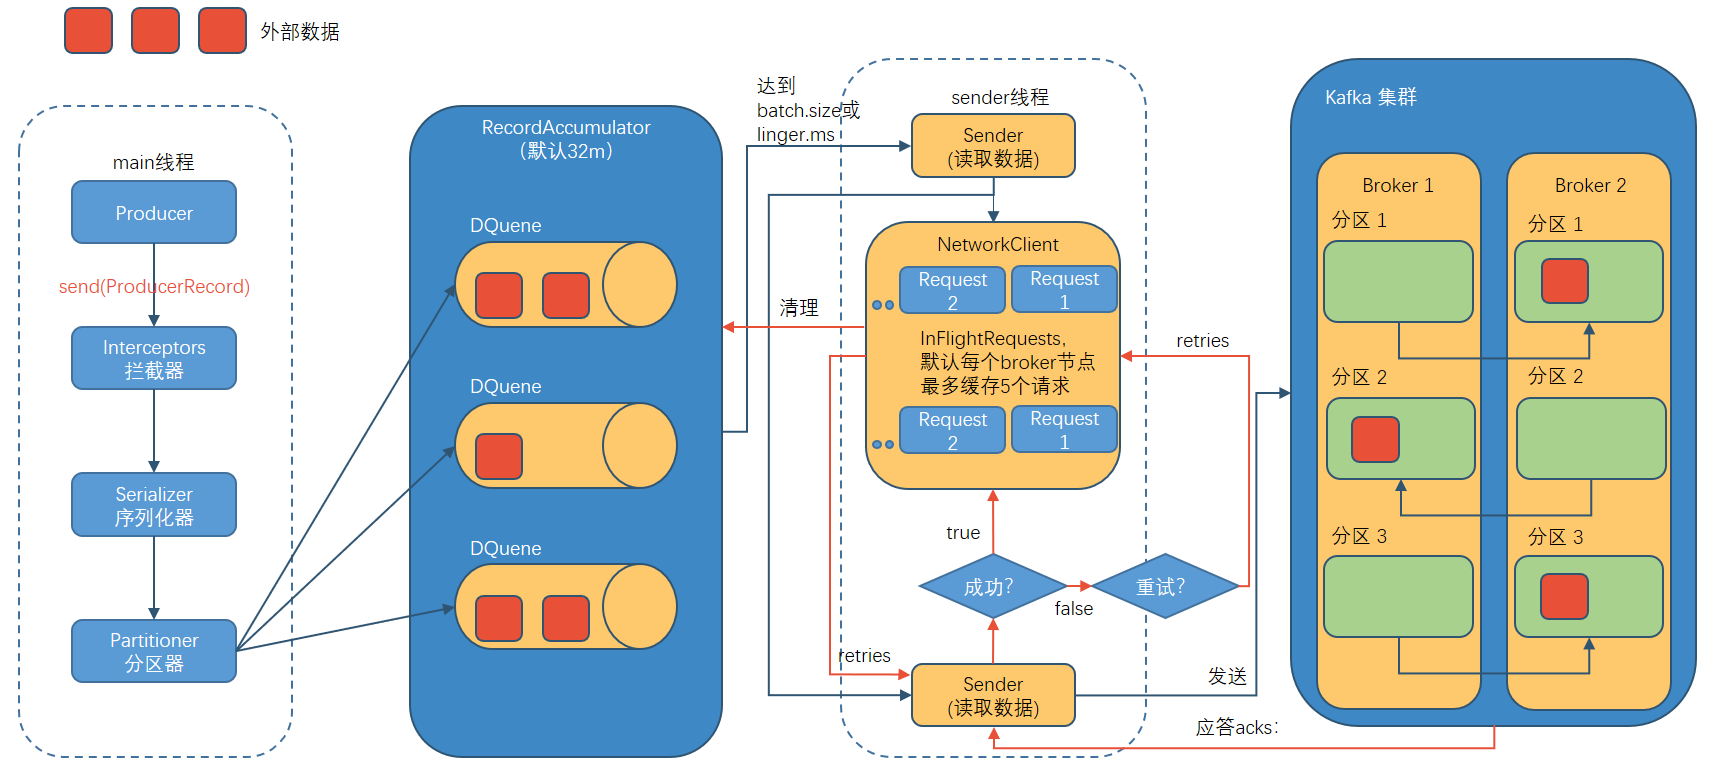 外部数据
main线程
Producer
send(ProducerRecord)
Interceptors
拦截器
Serializer
序列化器
Partitioner
分区器
RecordAccumulator
（默认32m）
DQuene
DQuene
DQuene
达到
batch.size或
linger.ms
sender线程
Sender
(读取数据)
NetworkClient
Request
2
Request
1
InFlightRequests,
默认每个broker节点
最多缓存5个请求
Request
2
Request
1
清理
retries
true
成功?
false
重试?
retries
Sender
(读取数据)
发送
应答acks:
Kafka 集群
Broker 1
分区 1
分区 2
分区 3
Broker 2
分区 1
分区 2
分区 3